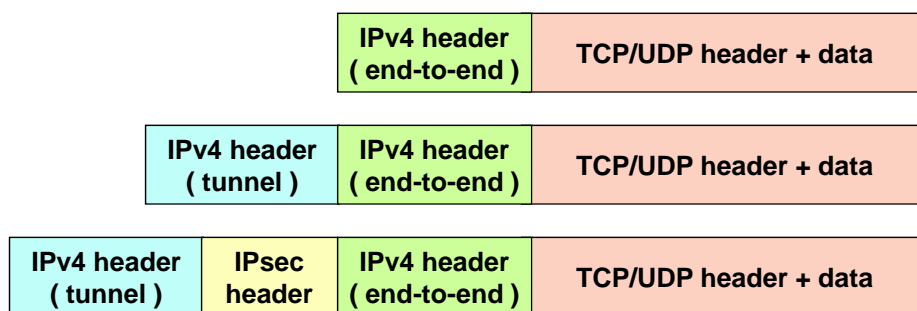 IPv4 header
( end-to-end )
TCP/UDP header + data
IPv4 header
( tunnel )
IPv4 header
( end-to-end )
TCP/UDP header + data
IPv4 header
( tunnel )
IPsec
header
IPv4 header
( end-to-end )
TCP/UDP header + data